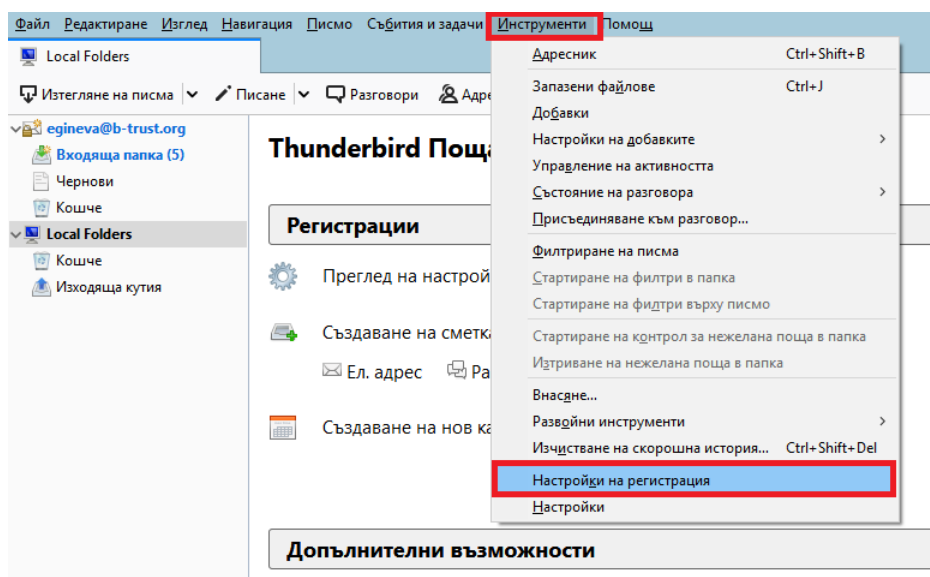 Файл Редактиране Изглед Навигация Писмо Събития и задачи Инструменти Помощ
Local Folders
Изтегляне на писма Писане Разговори Адре
egineva@b-trust.org
Входяща папка (5)
Чернови
Кошче
Local Folders
Кошче
Изходяща кутия
Thunderbird Поща
Регистрации
Преглед на настрой
Създаване на сметка
Ел. адрес Ра
Създаване на нов ка
Допълнителни възможности
Адресник Ctrl+Shift+B
Запазени файлове Ctrl+J
Добавки
Настройки на добавките
Управление на активността
Състояние на разговора
Присъединяване към разговор...
Филтриране на писма
Стартиране на филтри в папка
Стартиране на филтри върху писмо
Стартиране на контрол за нежелана поща в папка
Изтриване на нежелана поща в папка
Внасяне...
Развойни инструменти
Изчистване на скорошна история... Ctrl+Shift+Del
Настройки на регистрация
Настройки